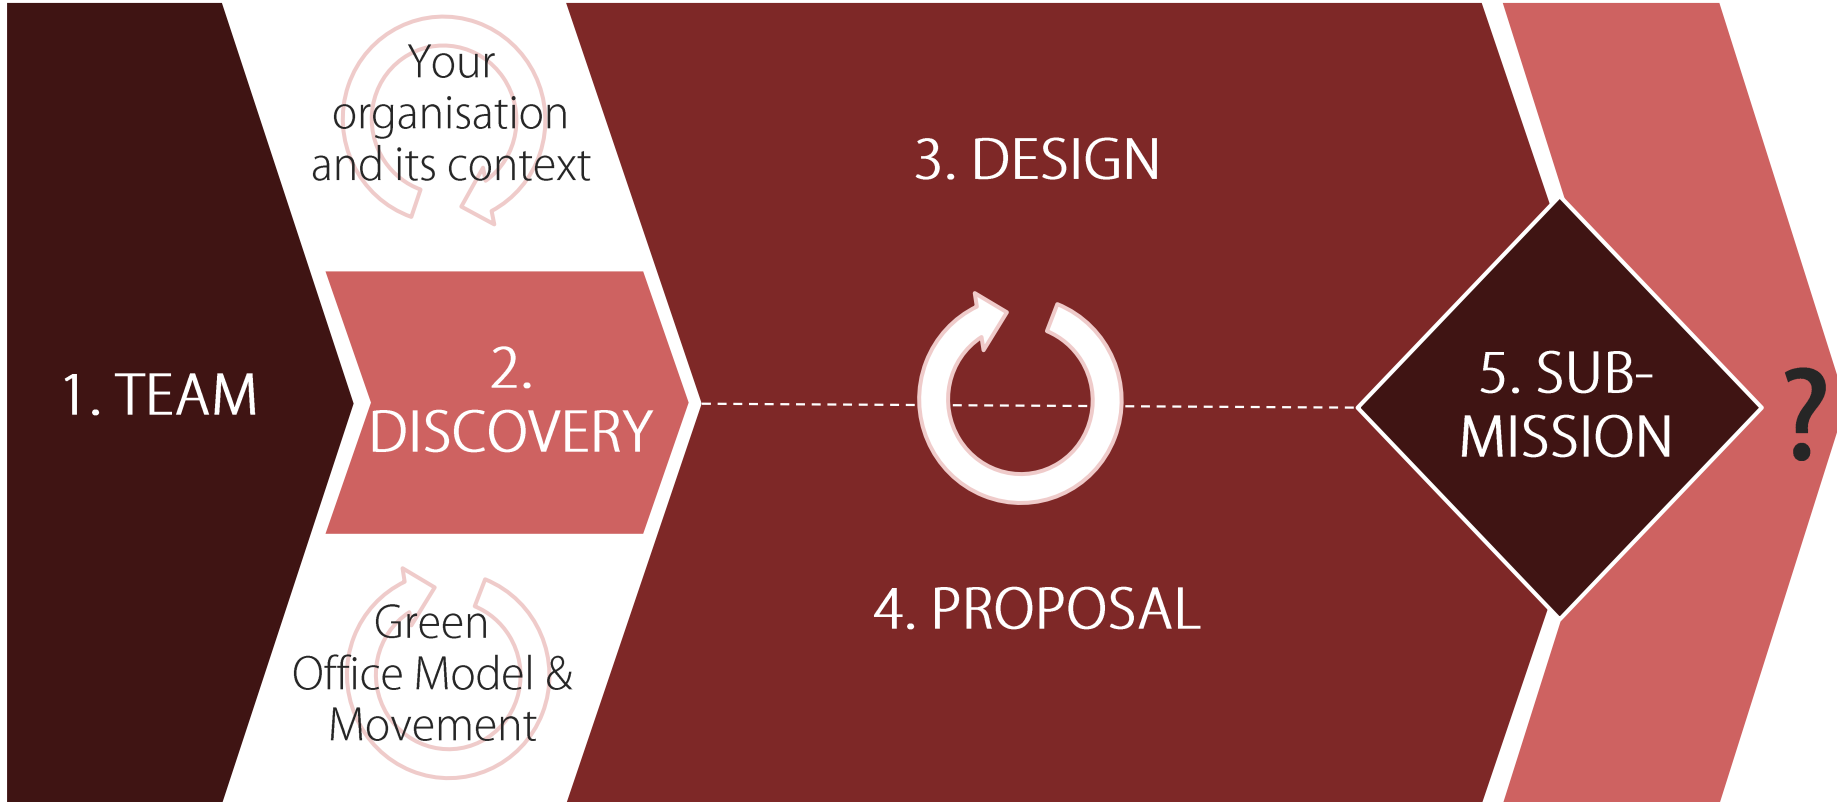 1. TEAM
Your
organisation
and its context
2.
DISCOVERY
Green
Office Model &
Movement
3. DESIGN
4. PROPOSAL
5. SUB-
MISSION
?